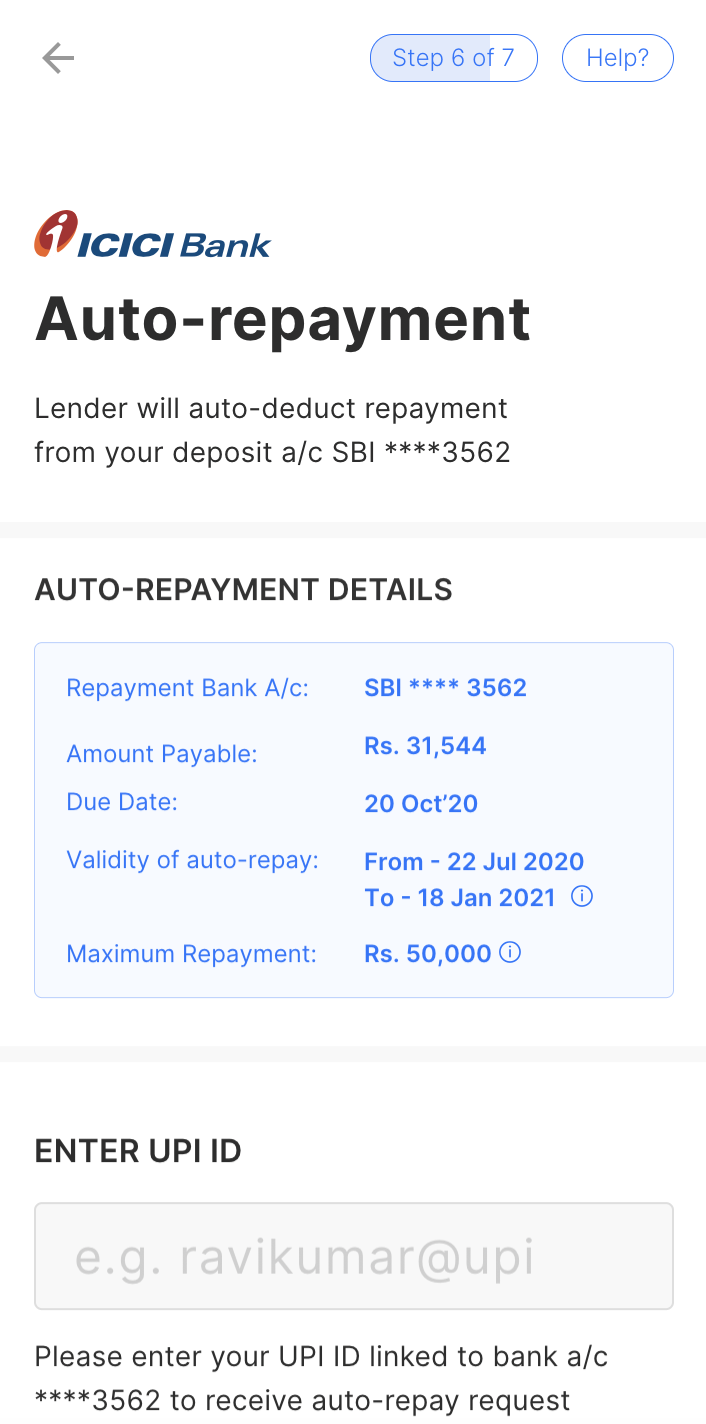 Step 6 of 7
Help?
ICICI Bank
Auto-repayment
Lender will auto-deduct repayment
from your deposit a/c SBI ****3562
AUTO-REPAYMENT DETAILS
Repayment Bank A/c: SBI **** 3562
Amount Payable: Rs. 31,544
Due Date: 20 Oct’20
Validity of auto-repay: From - 22 Jul 2020
To - 18 Jan 2021
Maximum Repayment: Rs. 50,000
ENTER UPI ID
e.g. ravikumar@upi
Please enter your UPI ID linked to bank a/c
****3562 to receive auto-repay request